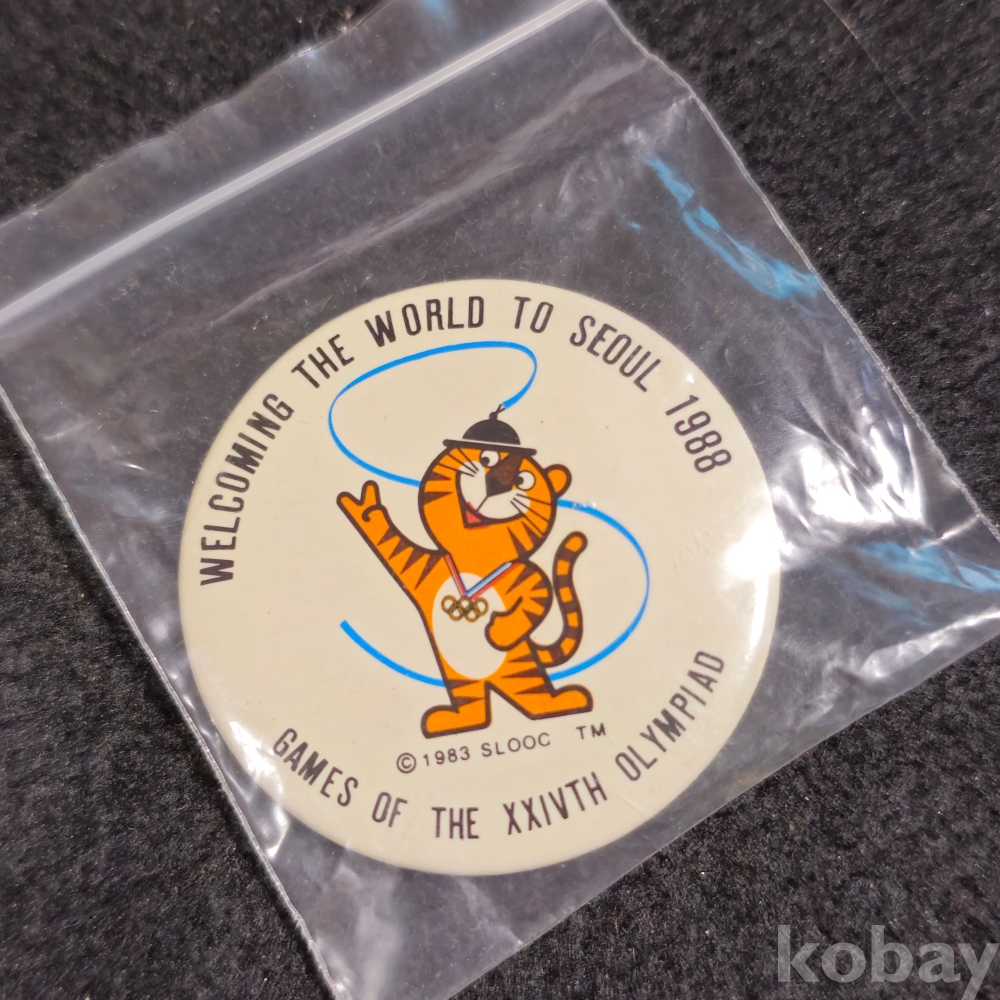 WELCOMING THE WORLD TO SEOUL 1988
© 1983 SLOOC TM
GAMES OF THE XXIVTH OLYMPIAD
kobay